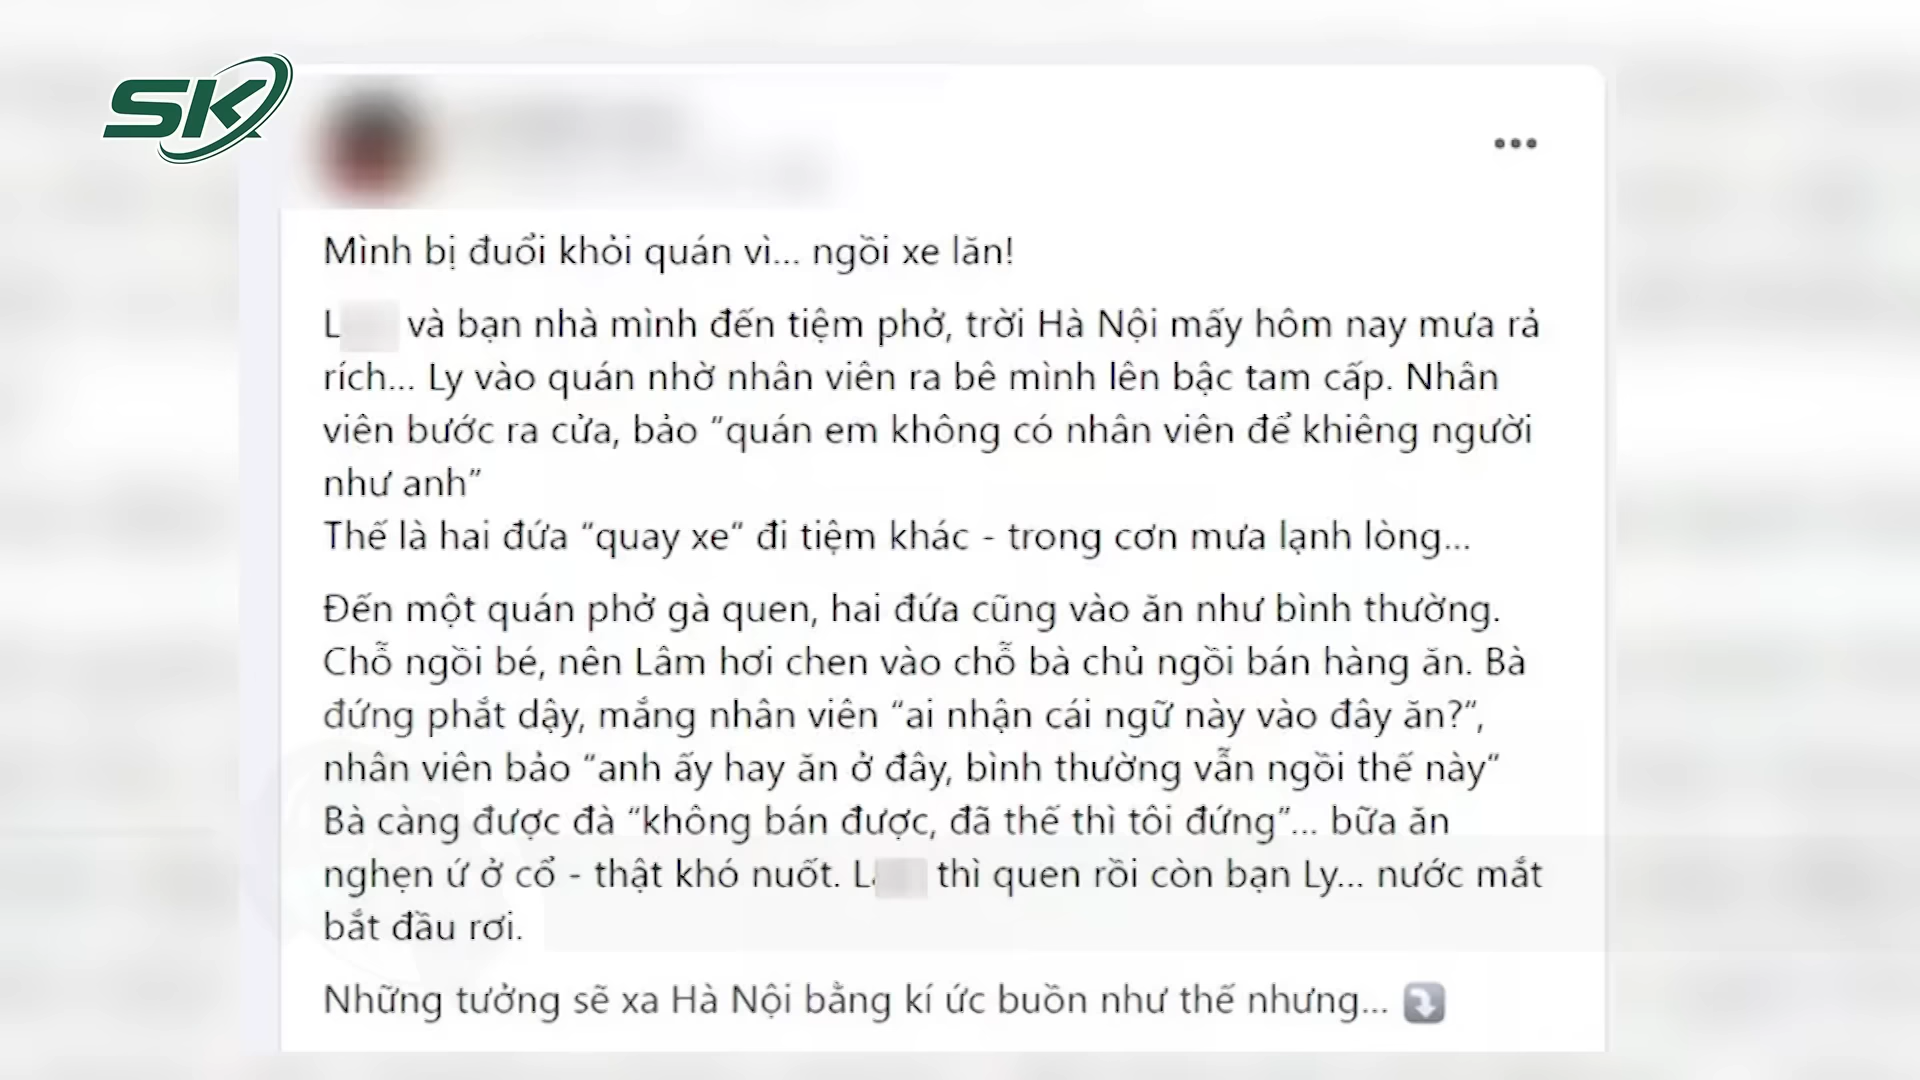 SK
Mình bị đuổi khỏi quán vì... ngồi xe lăn!
L và bạn nhà mình đến tiệm phở, trời Hà Nội mấy hôm nay mưa rả
rích... Ly vào quán nhờ nhân viên ra bê mình lên bậc tam cấp. Nhân
viên bước ra cửa, bảo “quán em không có nhân viên để khiêng người
như anh”
Thế là hai đứa “quay xe“ đi tiệm khác - trong cơn mưa lạnh lòng...
Đến một quán phở gà quen, hai đứa cũng vào ăn như bình thường.
Chỗ ngồi bé, nên Lâm hơi chen vào chỗ bà chủ ngồi bán hàng ăn. Bà
đứng phắt dậy, mắng nhân viên “ai nhận cái ngữ này vào đây ăn?”,
nhân viên bảo “anh ấy hay ăn ở đây, bình thường vẫn ngồi thế này”
Bà càng được đà “không bán được, đã thế thì tôi đứng”... bữa ăn
nghẹn ứ ở cổ - thật khó nuốt. L thì quen rồi còn bạn Ly... nước mắt
bắt đầu rơi.
Những tưởng sẽ xa Hà Nội bằng kí ức buồn như thế nhưng... ⤵